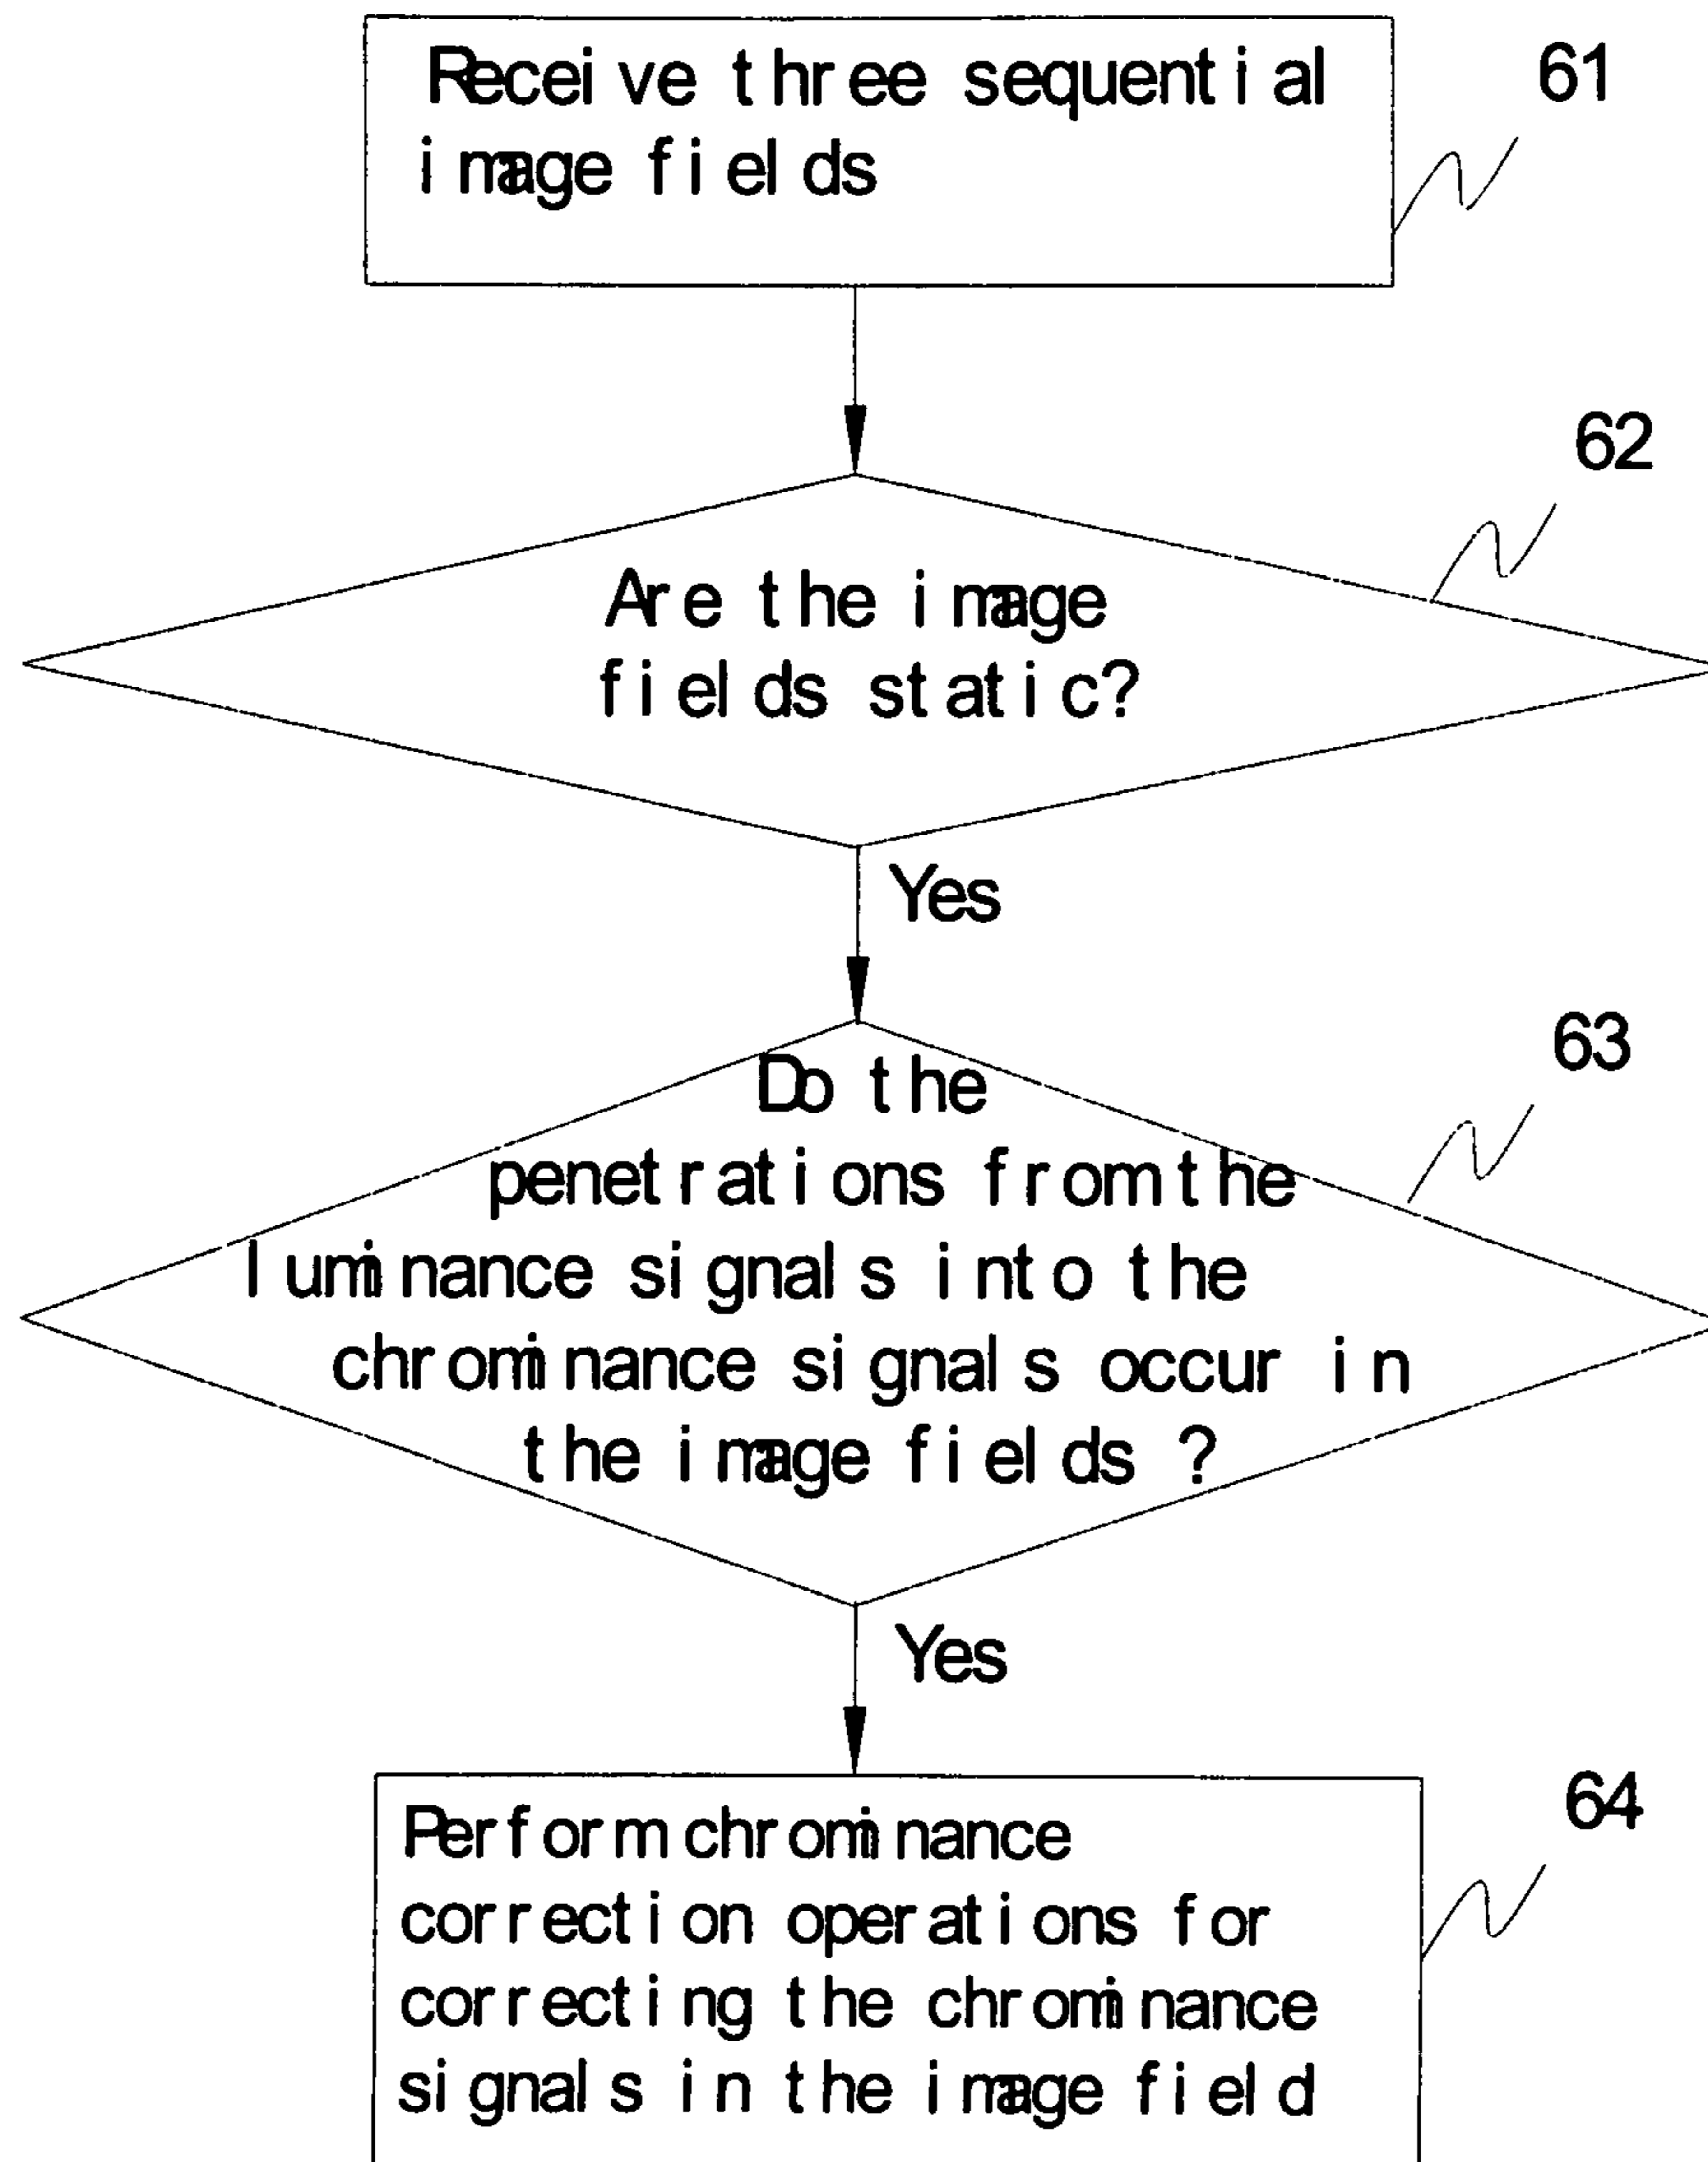 Receive three sequential
image fields
61
62
Are the image
fields static?
Yes
63
Do the
penetrations from the
luminance signals into the
chrominance signals occur in
the image fields ?
Yes
64
Perform chrominance
correction operations for
correcting the chrominance
signals in the image field